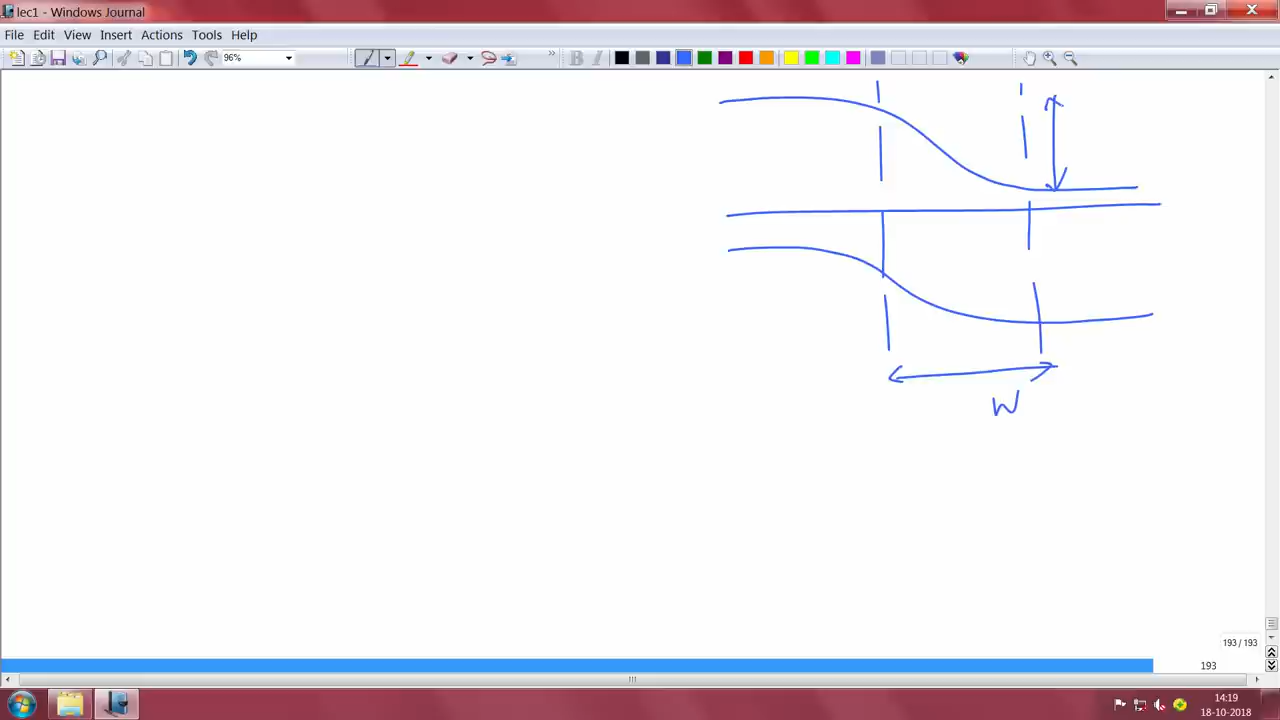 lec1 - Windows Journal
File Edit View Insert Actions Tools Help
96%
B I
W
193 / 193
193
14:19
18-10-2018